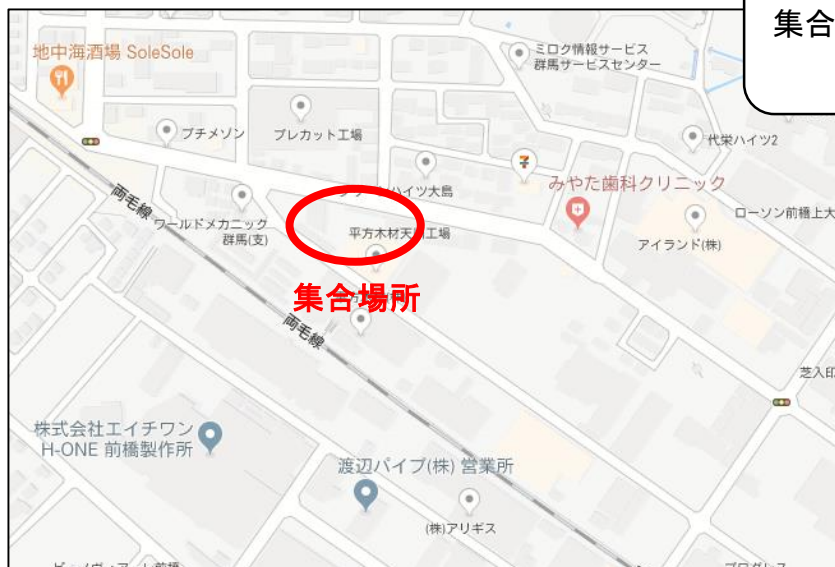 集合
地中海酒場 SoleSole
ミロク情報サービス
群馬サービスセンター
プチメゾン
プレカット工場
代栄ハイツ2
ハイツ大島
みやた歯科クリニック
両毛線
ワールドメカニック
群馬(支)
平方木材天
工場
アイランド(株)
ローソン前橋上大
集合場所
両毛線
芝入印
株式会社エイチワン
H-ONE 前橋製作所
渡辺パイプ(株) 営業所
(株)アリギス